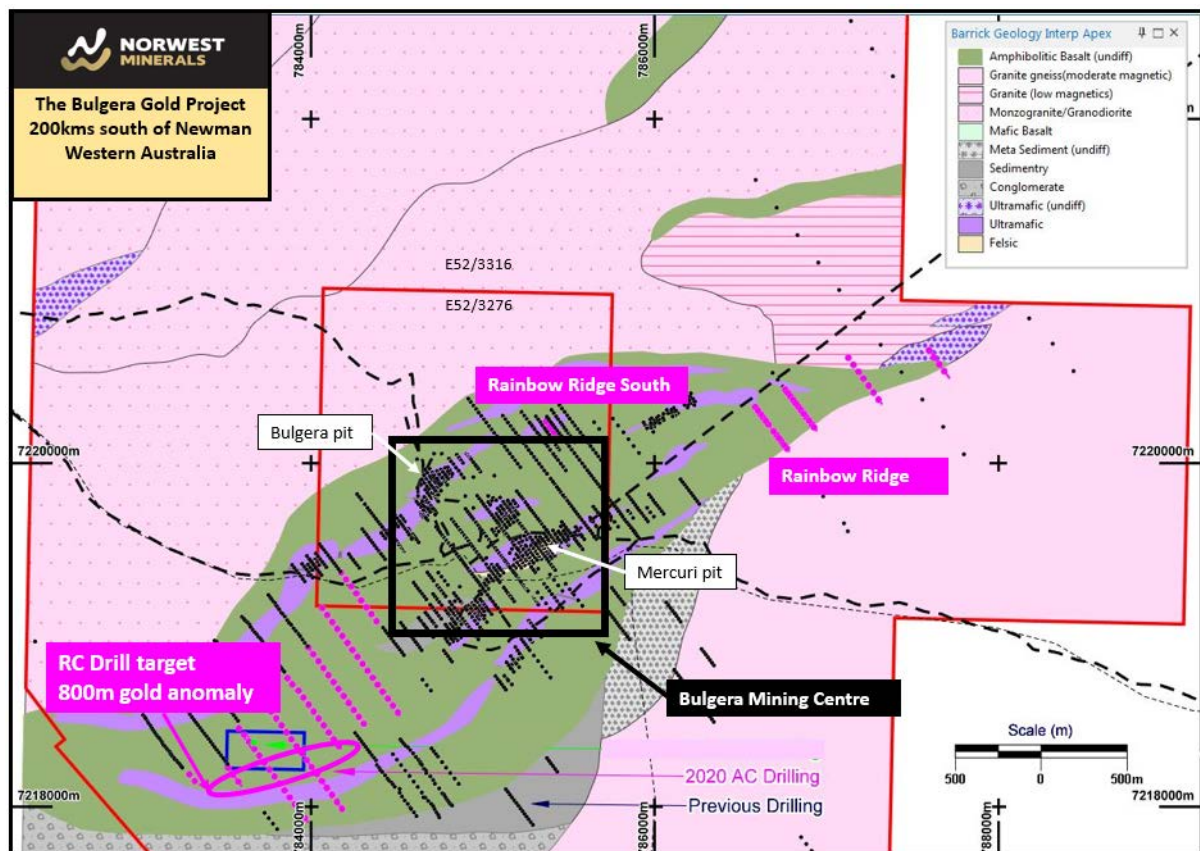 NORWEST
MINERALS
The Bulgera Gold Project
200kms south of Newman
Western Australia
784000m
786000m
Barrick Geology Interp Apex
Amphibolitic Basalt (undiff)
Granite gneiss(moderate magnetic)
Granite (low magnetics)
Monzogranite/Granodiorite
Mafic Basalt
Meta Sediment (undiff)
Sedimentry
Conglomerate
Ultramafic (undiff)
Ultramafic
Felsic
E52/3316
E52/3276
Rainbow Ridge South
Bulgera pit
7220000m
7220000m
Rainbow Ridge
Mercuri pit
RC Drill target
800m gold anomaly
Bulgera Mining Centre
Scale (m)
500
0
500m
2020 AC Drilling
Previous Drilling
7218000m
7218000m
784000m
786000m
788000m